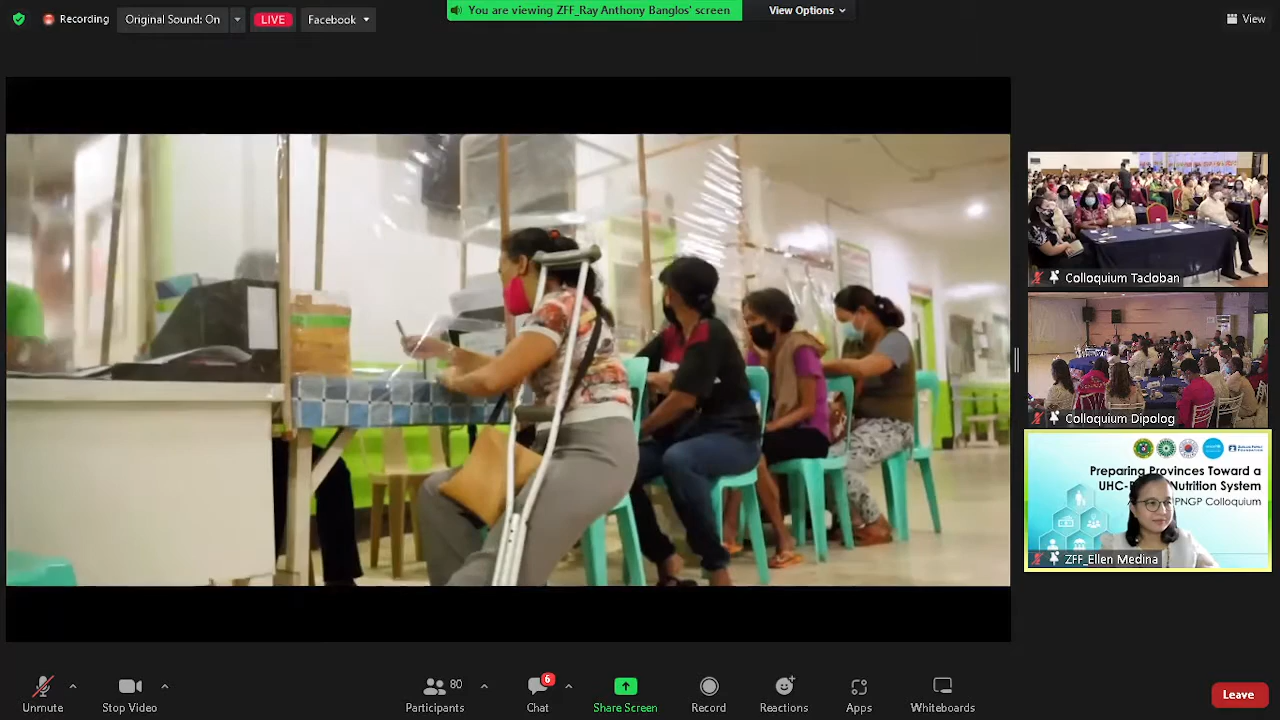 Recording
Original Sound: On
LIVE
Facebook
You are viewing ZFF_Ray Anthony Banglos' screen
View Options
View
Colloquium Tacloban
Colloquium Dipolog
Preparing Provinces Toward a
UHC- Nutrition System
PNGP Colloquium
ZFF_Ellen Medina
Unmute
Stop Video
Participants
80
Chat
6
Share Screen
Record
Reactions
Apps
Whiteboards
Leave